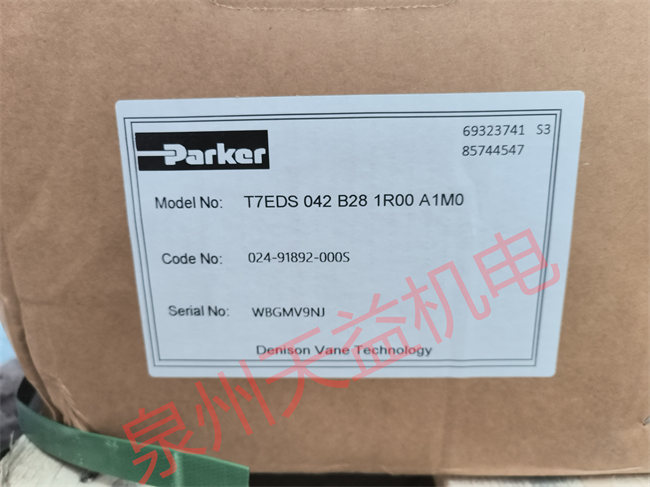 Parker
69323741 S3
85744547
Model No: T7EDS 042 B28 1R00 A1M0
Code No: 024-91892-000S
Serial No: WBGMV9NJ
Denison Vane Technology
泉州天益机电